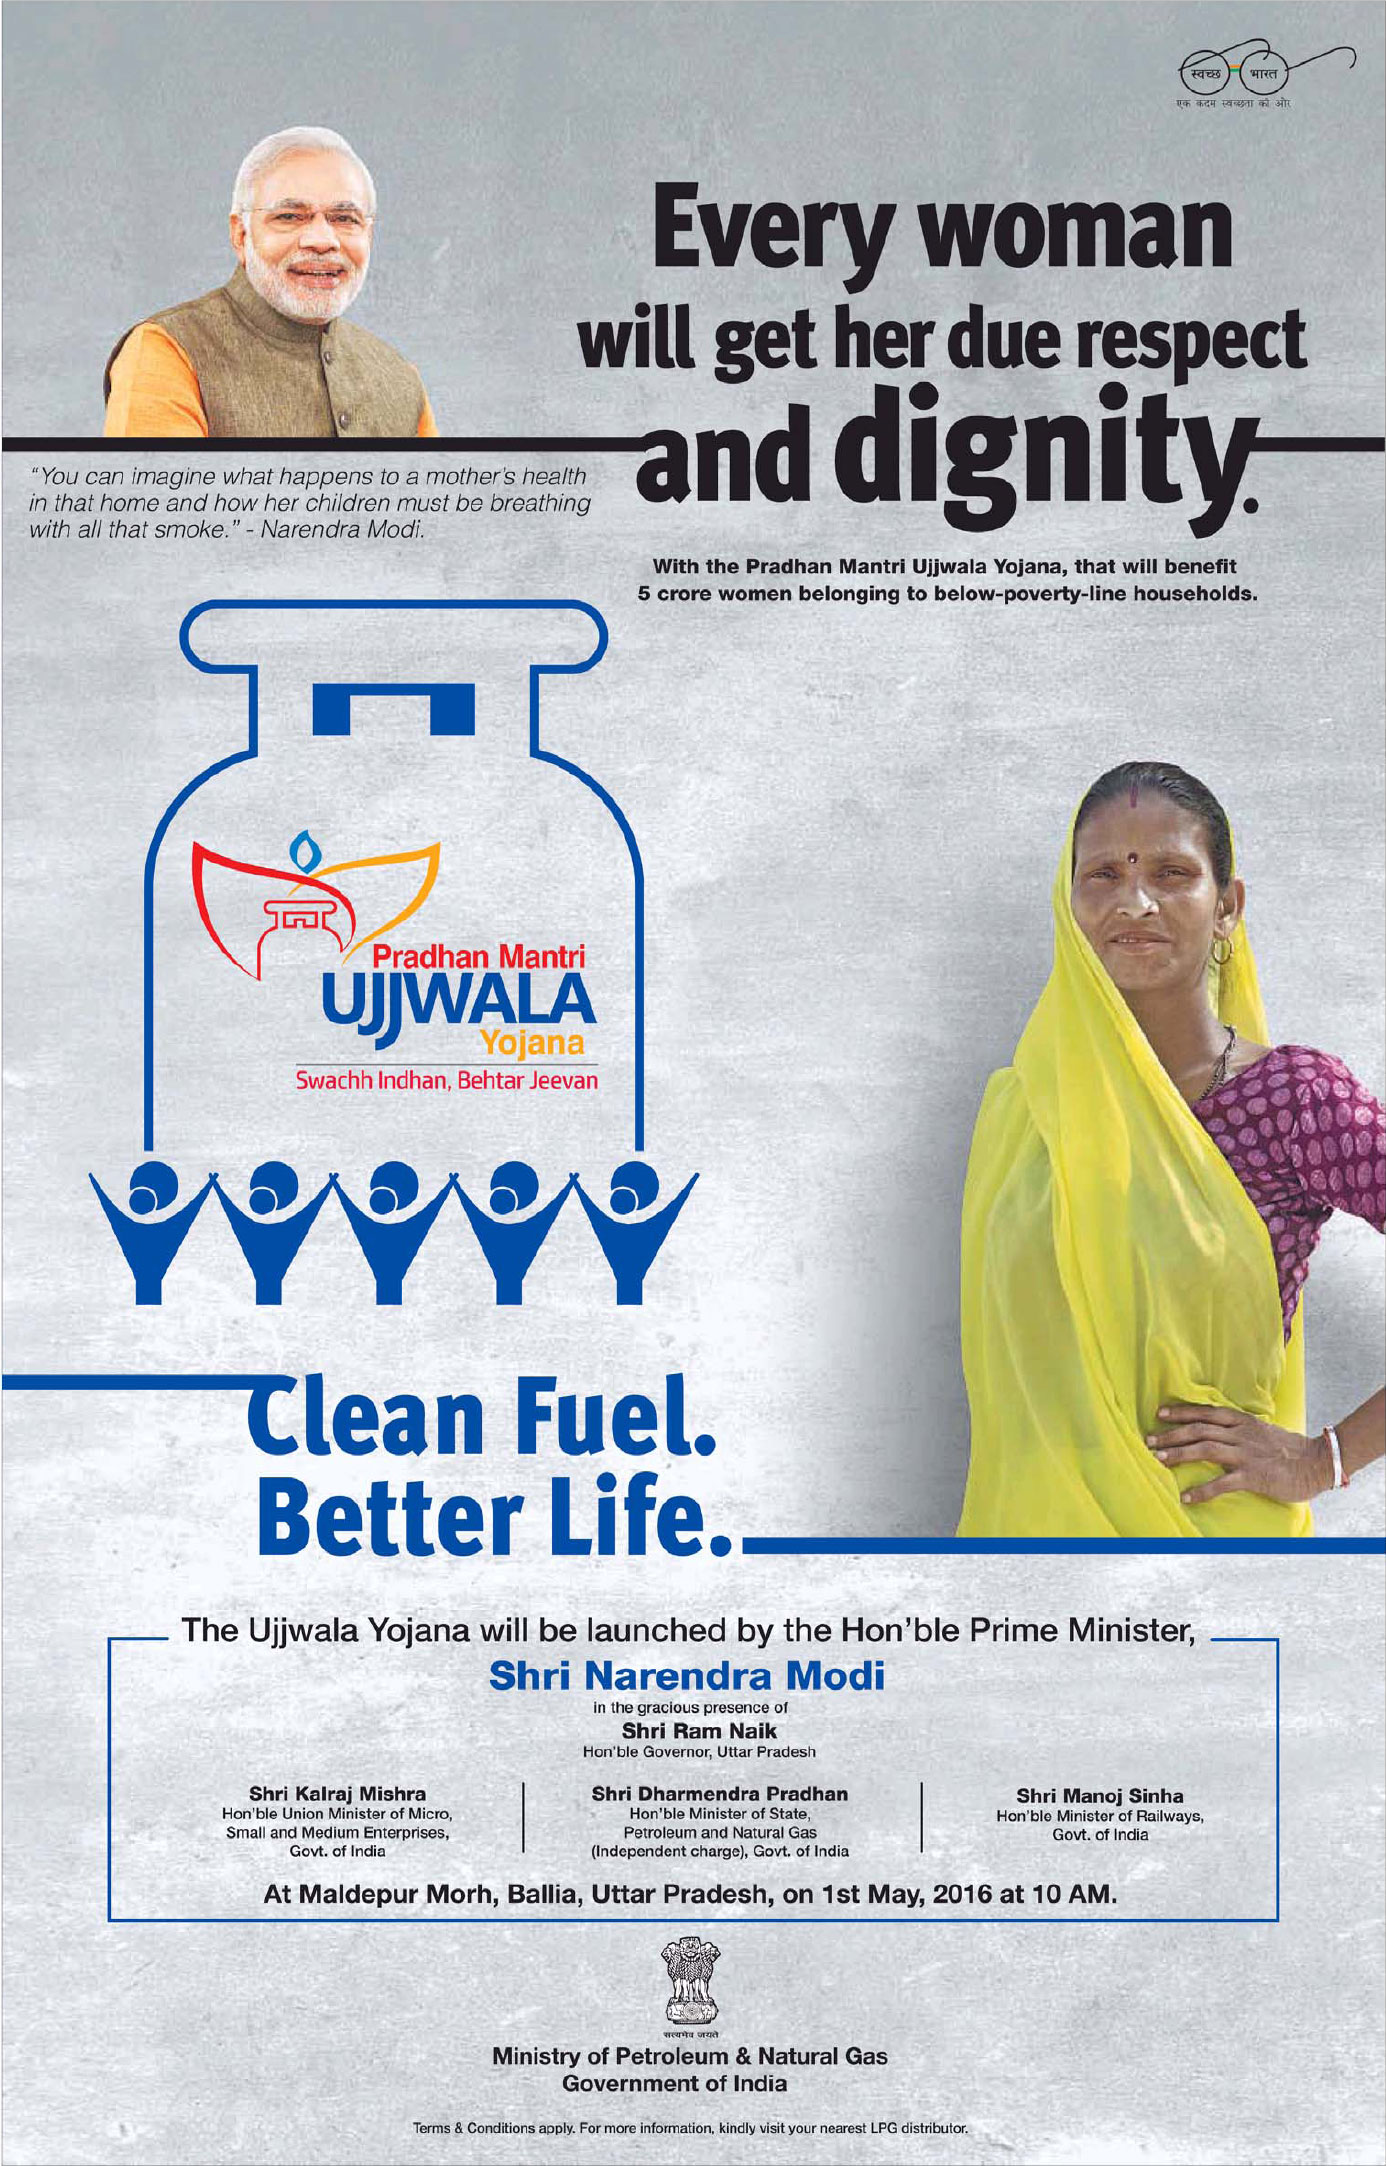 स्वच्छ भारत
एक कदम स्वच्छता की ओर
Every woman
will get her due respect
and dignity.
"You can imagine what happens to a mother's health
in that home and how her children must be breathing
with all that smoke." - Narendra Modi.
With the Pradhan Mantri Ujjwala Yojana, that will benefit
5 crore women belonging to below-poverty-line households.
Pradhan Mantri
UJJWALA
Yojana
Swachh Indhan, Behtar Jeevan
Clean Fuel.
Better Life.
The Ujjwala Yojana will be launched by the Hon'ble Prime Minister,
Shri Narendra Modi
in the gracious presence of
Shri Ram Naik
Hon'ble Governor, Uttar Pradesh
Shri Kalraj Mishra
Hon'ble Union Minister of Micro,
Small and Medium Enterprises,
Govt. of India
Shri Dharmendra Pradhan
Hon'ble Minister of State,
Petroleum and Natural Gas
(Independent charge), Govt. of India
Shri Manoj Sinha
Hon'ble Minister of Railways,
Govt. of India
At Maldepur Morh, Ballia, Uttar Pradesh, on 1st May, 2016 at 10 AM.
सत्यमेव जयते
Ministry of Petroleum & Natural Gas
Government of India
Terms & Conditions apply. For more information, kindly visit your nearest LPG distributor.